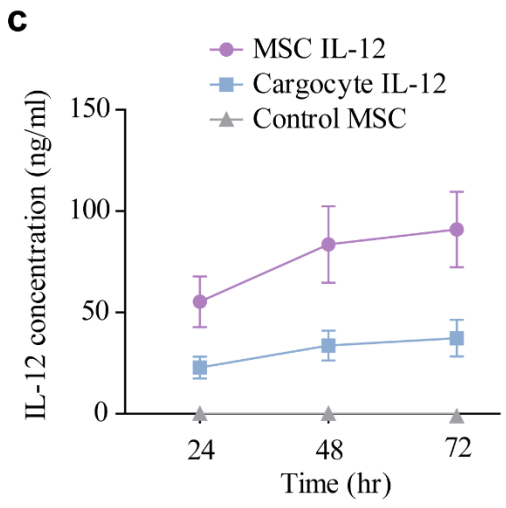 c
MSC IL-12
Cargocyte IL-12
Control MSC
IL-12 concentration (ng/ml)
150
100
50
0
24 48 72
Time (hr)